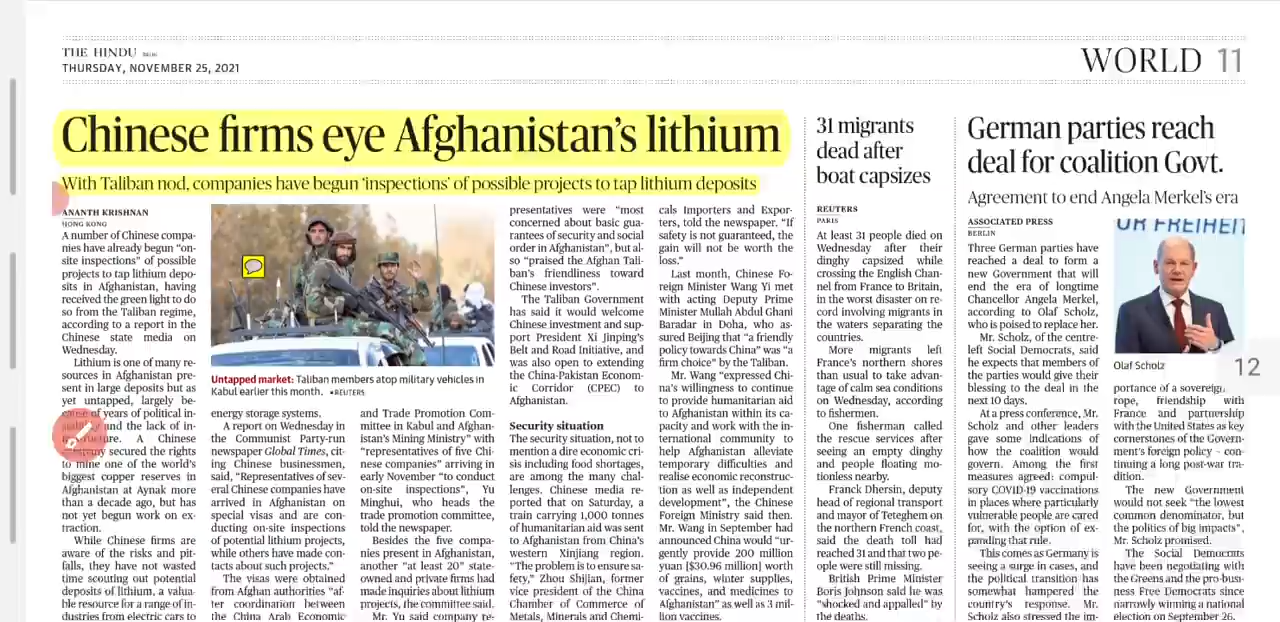 THE HINDU
THURSDAY, NOVEMBER 25, 2021
WORLD 11
Chinese firms eye Afghanistan's lithium
With Taliban nod, companies have begun 'inspections' of possible projects to tap lithium deposits
ANANTH KRISHNAN
HONG KONG
A number of Chinese compa-
nies have already begun "on-
site inspections" of possible
projects to tap lithium depo-
sits in Afghanistan, having
received the green light to do
so from the Taliban regime,
according to a report in the
Chinese state media on
Wednesday.
Lithium is one of many re-
sources in Afghanistan pre-
sent in large deposits but as
yet untapped, largely be-
of years of political in-
and the lack of in-
A Chinese
secured the rights
to mine one of the world's
biggest copper reserves in
Afghanistan at Aynak more
than a decade ago, but has
not yet begun work on ex-
traction.
While Chinese firms are
aware of the risks and pit-
falls, they have not wasted
time scouting out potential
deposits of lithium, a valua-
ble resource for a range of in-
dustries from electric cars to
Untapped market: Taliban members atop military vehicles in
Kabul earlier this month. •REUTERS
energy storage systems.
A report on Wednesday in
the Communist Party-run
newspaper Global Times, cit-
ing Chinese businessmen,
said, "Representatives of sev-
eral Chinese companies have
arrived in Afghanistan on
special visas and are con-
ducting on-site inspections
of potential lithium projects,
while others have made con-
tacts about such projects."
The visas were obtained
from Afghan authorities "af-
ter coordination between
the China Arab Economic
and Trade Promotion Com-
mittee in Kabul and Afghan-
istan's Mining Ministry" with
"representatives of five Chi-
nese companies" arriving in
early November "to conduct
on-site inspections", Yu
Minghui, who heads the
trade promotion committee,
told the newspaper.
Besides the five compa-
nies present in Afghanistan,
another "at least 20" state-
owned and private firms had
made inquiries about lithium
projects, the committee said.
Mr. Yu said company re-
presentatives were "most
concerned about basic gua-
rantees of security and social
order in Afghanistan", but al-
so "praised the Afghan Tali-
ban's friendliness toward
Chinese investors".
The Taliban Government
has said it would welcome
Chinese investment and sup-
port President Xi Jinping's
Belt and Road Initiative, and
was also open to extending
the China-Pakistan Econom-
ic Corridor (CPEC) to
Afghanistan.
Security situation
The security situation, not to
mention a dire economic cri-
sis including food shortages,
are among the many chal-
lenges. Chinese media re-
ported that on Saturday, a
train carrying 1,000 tonnes
of humanitarian aid was sent
to Afghanistan from China's
western Xinjiang region.
"The problem is to ensure sa-
fety," Zhou Shijian, former
vice president of the China
Chamber of Commerce of
Metals, Minerals and Chemi-
cals Importers and Expor-
ters, told the newspaper. "If
safety is not guaranteed, the
gain will not be worth the
loss."
Last month, Chinese Fo-
reign Minister Wang Yi met
with acting Deputy Prime
Minister Mullah Abdul Ghani
Baradar in Doha, who as-
sured Beijing that "a friendly
policy towards China" was "a
firm choice" by the Taliban.
Mr. Wang "expressed Chi-
na's willingness to continue
to provide humanitarian aid
to Afghanistan within its ca-
pacity and work with the in-
ternational community to
help Afghanistan alleviate
temporary difficulties and
realise economic reconstruc-
tion as well as independent
development", the Chinese
Foreign Ministry said then.
Mr. Wang in September had
announced China would "ur-
gently provide 200 million
yuan [$30.96 million] worth
of grains, winter supplies,
vaccines, and medicines to
Afghanistan" as well as 3 mil-
lion vaccines.
31 migrants
dead after
boat capsizes
REUTERS
PARIS
At least 31 people died on
Wednesday after their
dinghy capsized while
crossing the English Chan-
nel from France to Britain,
in the worst disaster on re-
cord involving migrants in
the waters separating the
countries.
More migrants left
France's northern shores
than usual to take advan-
tage of calm sea conditions
on Wednesday, according
to fishermen.
One fisherman called
the rescue services after
seeing an empty dinghy
and people floating mo-
tionless nearby.
Franck Dhersin, deputy
head of regional transport
and mayor of Teteghem on
the northern French coast,
said the death toll had
reached 31 and that two pe-
ople were still missing.
British Prime Minister
Boris Johnson said he was
"shocked and appalled" by
the deaths.
German parties reach
deal for coalition Govt.
Agreement to end Angela Merkel's era
ASSOCIATED PRESS
BERLIN
Three German parties have
reached a deal to form a
new Government that will
end the era of longtime
Chancellor Angela Merkel,
according to Olaf Scholz,
who is poised to replace her.
Mr. Scholz, of the centre-
left Social Democrats, said
he expects that members of
the parties would give their
blessing to the deal in the
next 10 days.
At a press conference, Mr.
Scholz and other leaders
gave some indications of
how the coalition would
govern. Among the first
measures agreed: compul-
sory COVID-19 vaccinations
in places where particularly
vulnerable people are cared
for, with the option of ex-
panding that rule.
This comes as Germany is
seeing a surge in cases, and
the political transition has
somewhat hampered the
country's response. Mr.
Scholz also stressed the im-
UR FREIHEIT
Olaf Scholz
12
portance of a sovereign
rope, friendship with
France and partnership
with the United States as key
cornerstones of the Govern-
ment's foreign policy – con-
tinuing a long post-war tra-
dition.
The new Government
would not seek "the lowest
common denominator, but
the politics of big impacts",
Mr. Scholz promised.
The Social Democrats
have been negotiating with
the Greens and the pro-busi-
ness Free Democrats since
narrowly winning a national
election on September 26.